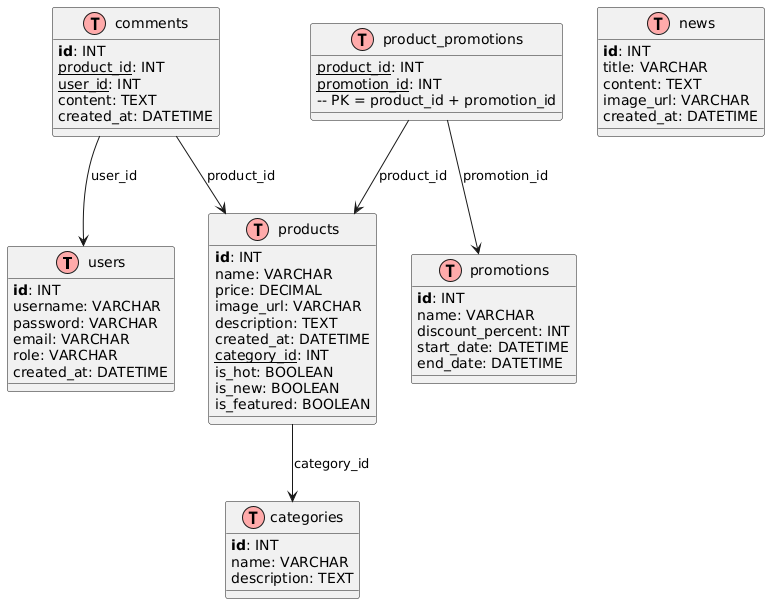 T comments
id: INT
product_id: INT
user_id: INT
content: TEXT
created_at: DATETIME
T product_promotions
product_id: INT
promotion_id: INT
-- PK = product_id + promotion_id
T news
id: INT
title: VARCHAR
content: TEXT
image_url: VARCHAR
created_at: DATETIME
user_id
product_id
product_id
promotion_id
T users
id: INT
username: VARCHAR
password: VARCHAR
email: VARCHAR
role: VARCHAR
created_at: DATETIME
T products
id: INT
name: VARCHAR
price: DECIMAL
image_url: VARCHAR
description: TEXT
created_at: DATETIME
category_id: INT
is_hot: BOOLEAN
is_new: BOOLEAN
is_featured: BOOLEAN
T promotions
id: INT
name: VARCHAR
discount_percent: INT
start_date: DATETIME
end_date: DATETIME
category_id
T categories
id: INT
name: VARCHAR
description: TEXT